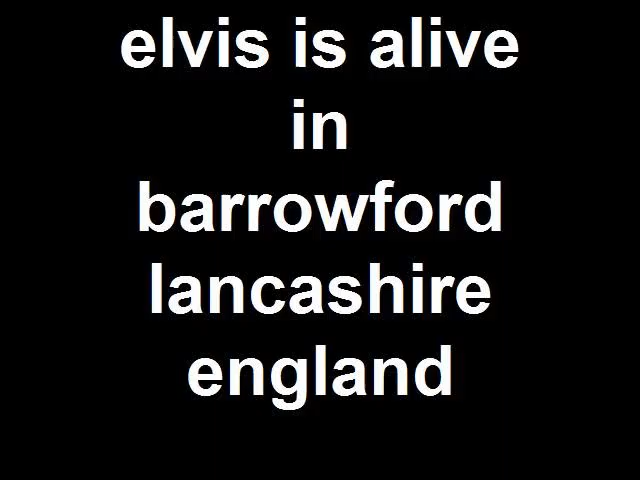 elvis is alive
in
barrowford
lancashire
england